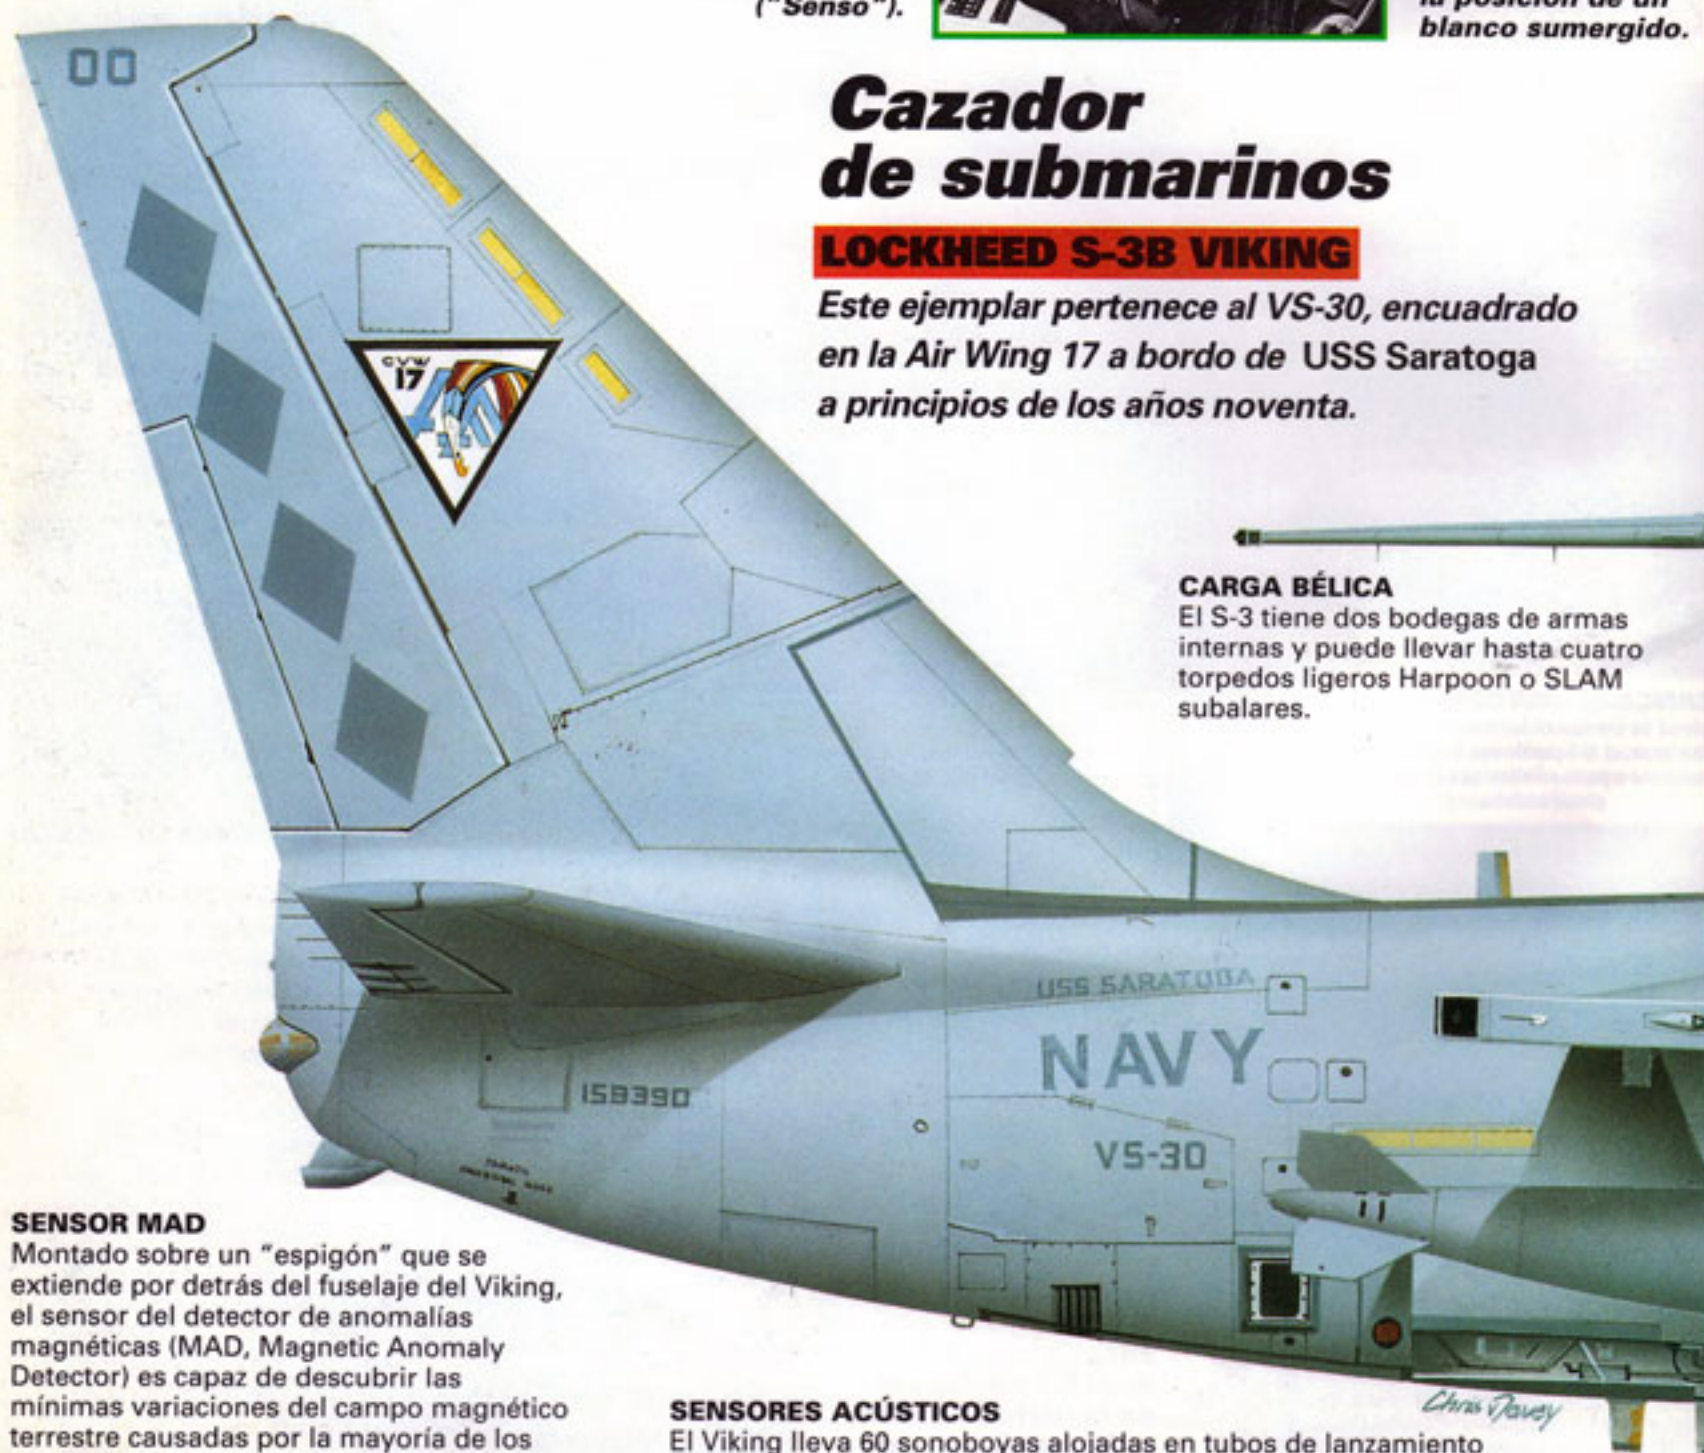 ("Senso").
la posición de un
blanco sumergido.
Cazador
de submarinos
LOCKHEED S-3B VIKING
Este ejemplar pertenece al VS-30, encuadrado
en la Air Wing 17 a bordo de USS Saratoga
a principios de los años noventa.
00
CVW
17
CARGA BÉLICA
El S-3 tiene dos bodegas de armas
internas y puede llevar hasta cuatro
torpedos ligeros Harpoon o SLAM
subalares.
USS SARATOGA
NAVY
159390
VS-30
SENSOR MAD
Montado sobre un "espigón" que se
extiende por detrás del fuselaje del Viking,
el sensor del detector de anomalías
magnéticas (MAD, Magnetic Anomaly
Detector) es capaz de descubrir las
mínimas variaciones del campo magnético
terrestre causadas por la mayoría de los
Chris Davey
SENSORES ACÚSTICOS
El Viking lleva 60 sonoboyas alojadas en tubos de lanzamiento